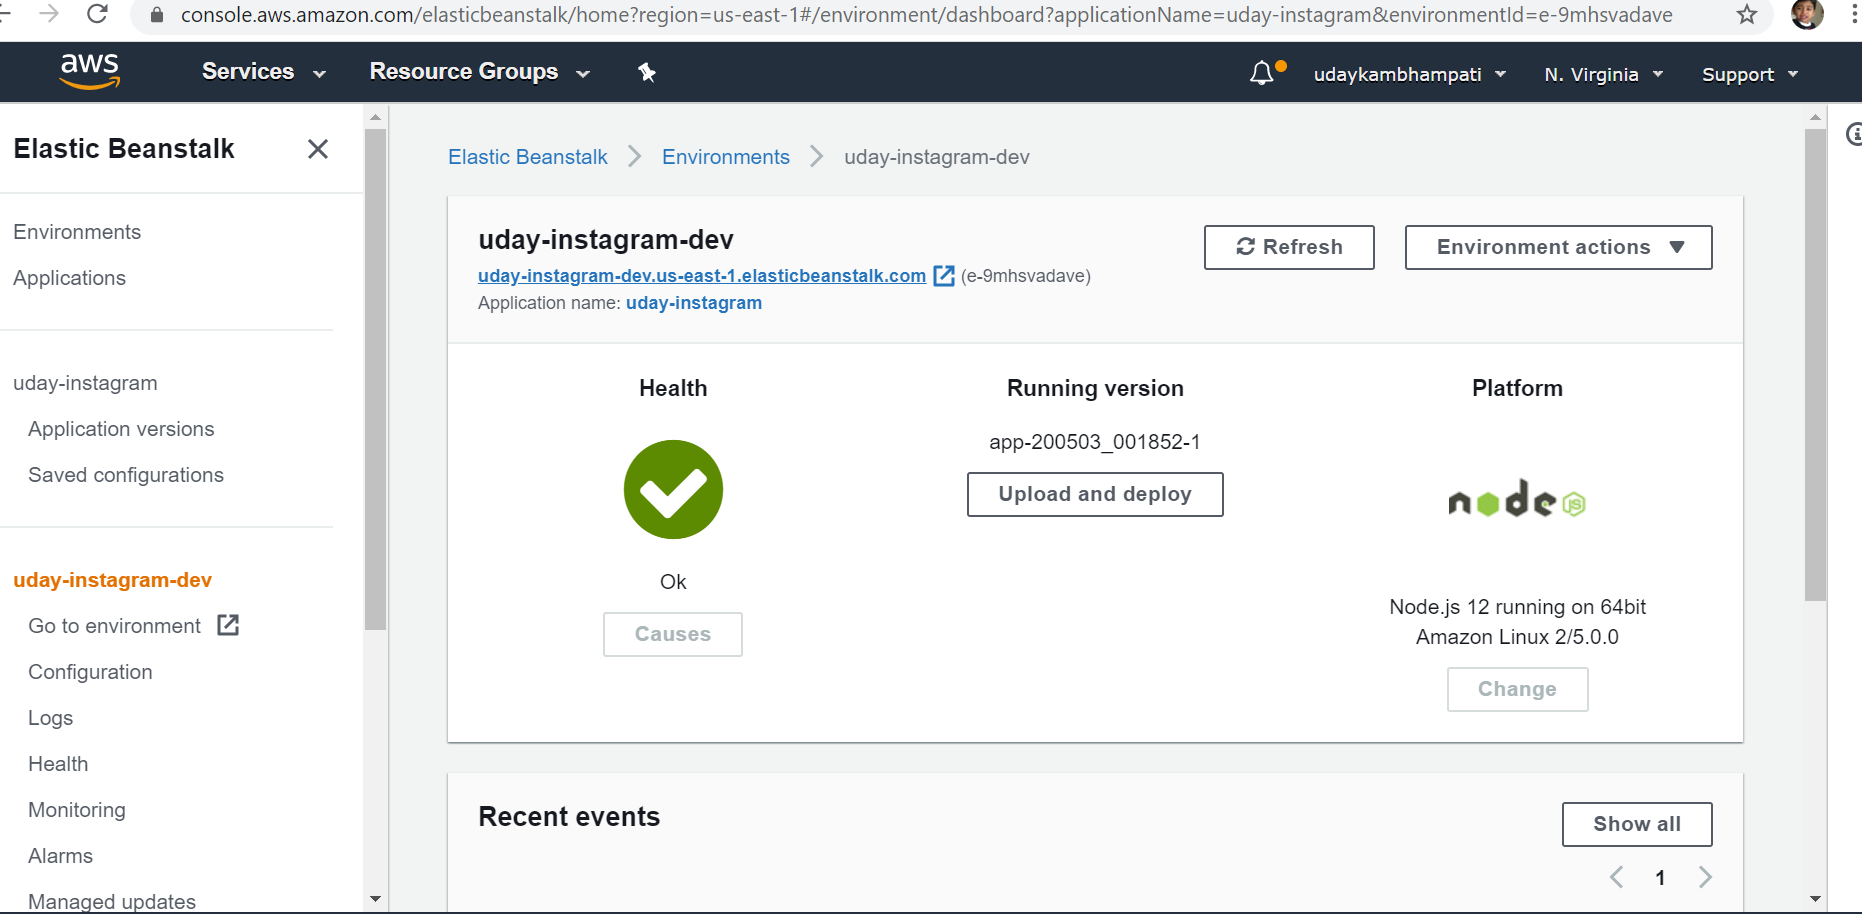 console.aws.amazon.com/elasticbeanstalk/home?region=us-east-1#/environment/dashboard?applicationName=uday-instagram&environmentId=e-9mhsvadave
aws
Services
Resource Groups
udaykambhampati
N. Virginia
Support
Elastic Beanstalk
Environments
Applications
uday-instagram
Application versions
Saved configurations
uday-instagram-dev
Go to environment
Configuration
Logs
Health
Monitoring
Alarms
Managed updates
Elastic Beanstalk > Environments > uday-instagram-dev
uday-instagram-dev
Refresh
Environment actions
uday-instagram-dev.us-east-1.elasticbeanstalk.com (e-9mhsvadave)
Application name: uday-instagram
Health
Ok
Causes
Running version
app-200503_001852-1
Upload and deploy
Platform
node JS
Node.js 12 running on 64bit
Amazon Linux 2/5.0.0
Change
Recent events
Show all
1